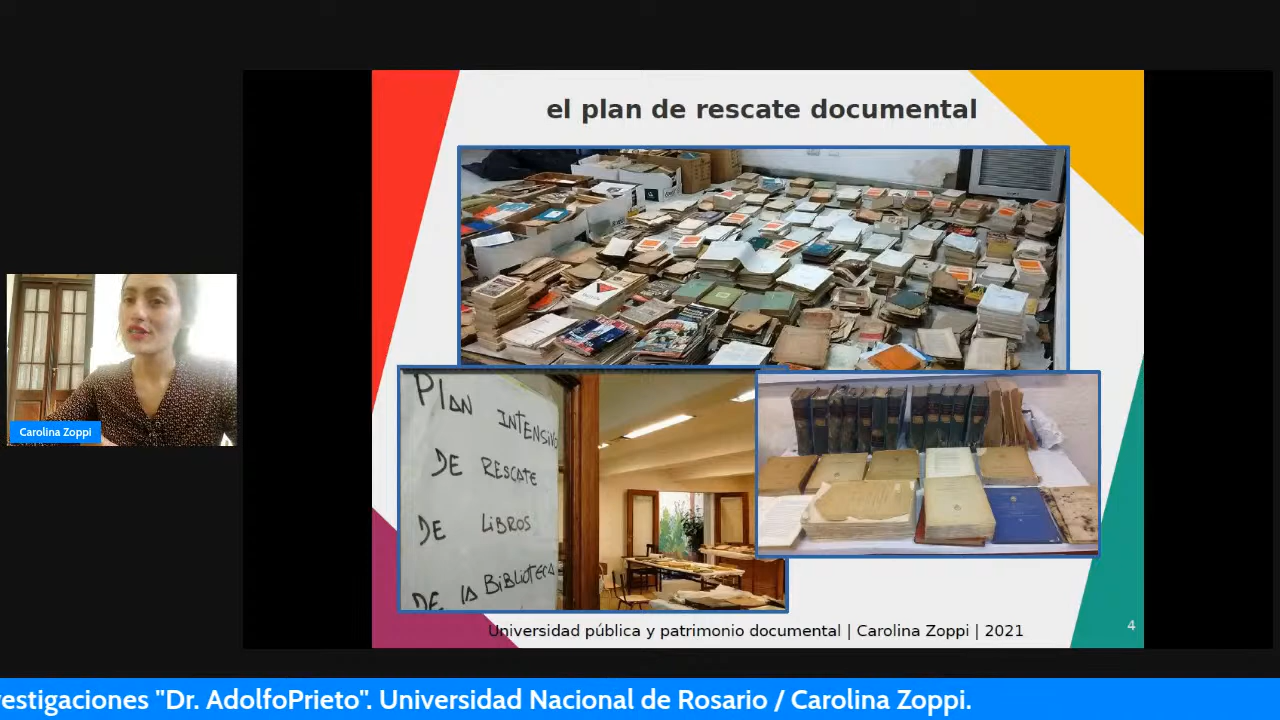 el plan de rescate documental
PLAN INTENSIVO
DE RESCATE
DE LIBROS
DE LA BIBLIOTECA
Carolina Zoppi
Universidad pública y patrimonio documental | Carolina Zoppi | 2021
4
vestigaciones "Dr. AdolfoPrieto". Universidad Nacional de Rosario / Carolina Zoppi.